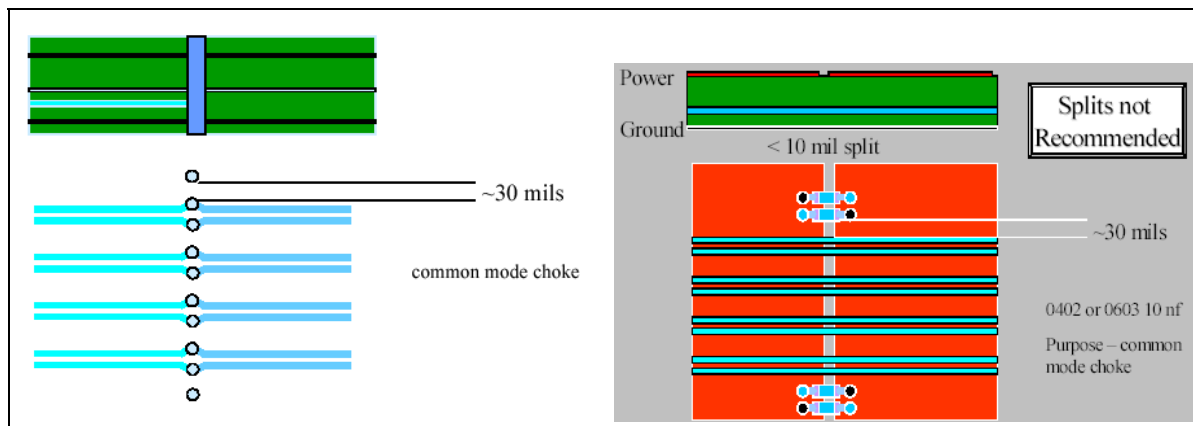 ~30 mils
common mode choke
Power
Ground
< 10 mil split
Splits not
Recommended
~30 mils
0402 or 0603 10 nf
Purpose – common
mode choke